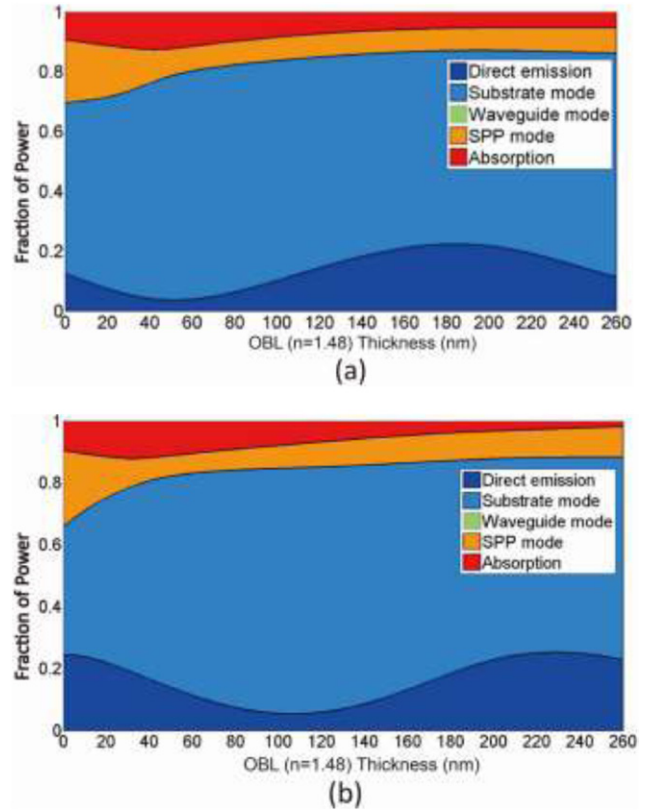 1
0.8
0.6
0.4
0.2
0
Fraction of Power
Direct emission
Substrate mode
Waveguide mode
SPP mode
Absorption
0 20 40 60 80 100 120 140 160 180 200 220 240 260
OBL (n=1.48) Thickness (nm)
(a)
1
0.8
0.6
0.4
0.2
0
Fraction of Power
Direct emission
Substrate mode
Waveguide mode
SPP mode
Absorption
0 20 40 60 80 100 120 140 160 180 200 220 240 260
OBL (n=1.48) Thickness (nm)
(b)